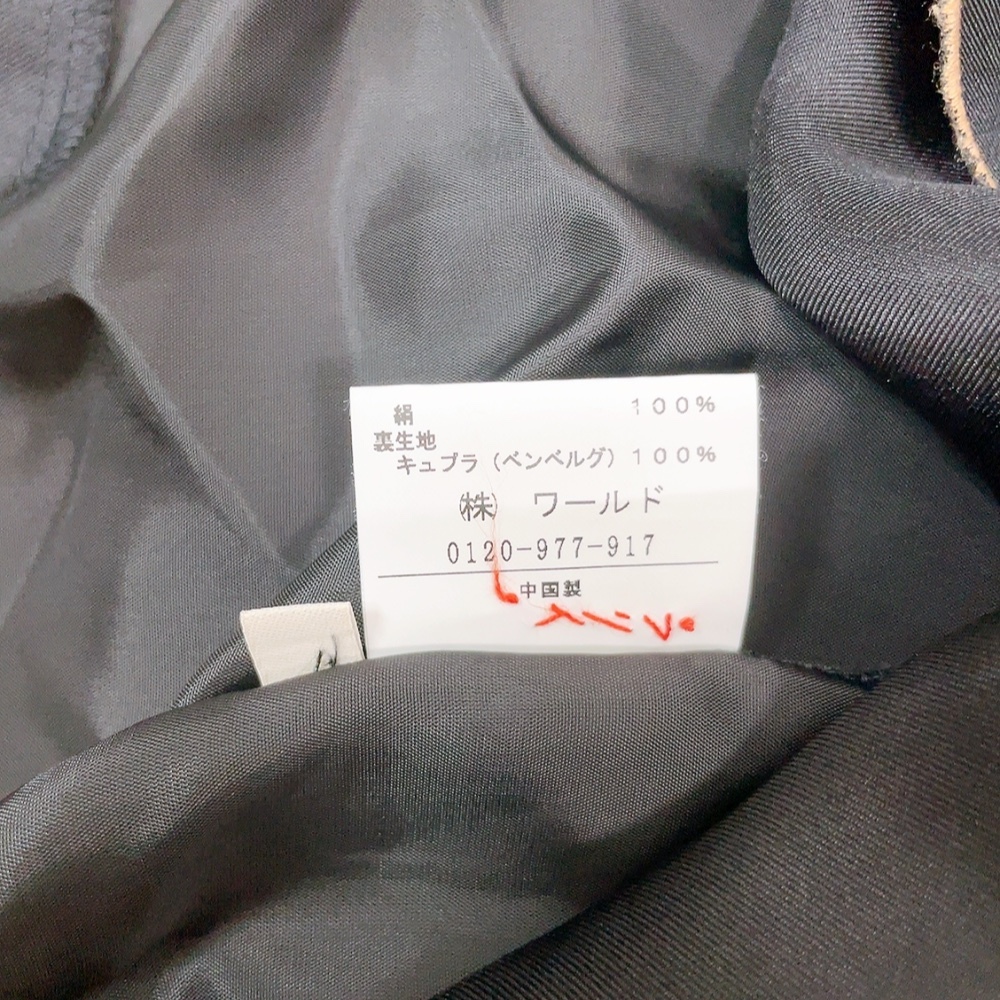 絹 100%
裏生地
キュプラ（ベンベルグ）100%
㈱ ワールド
0120-977-917
中国製